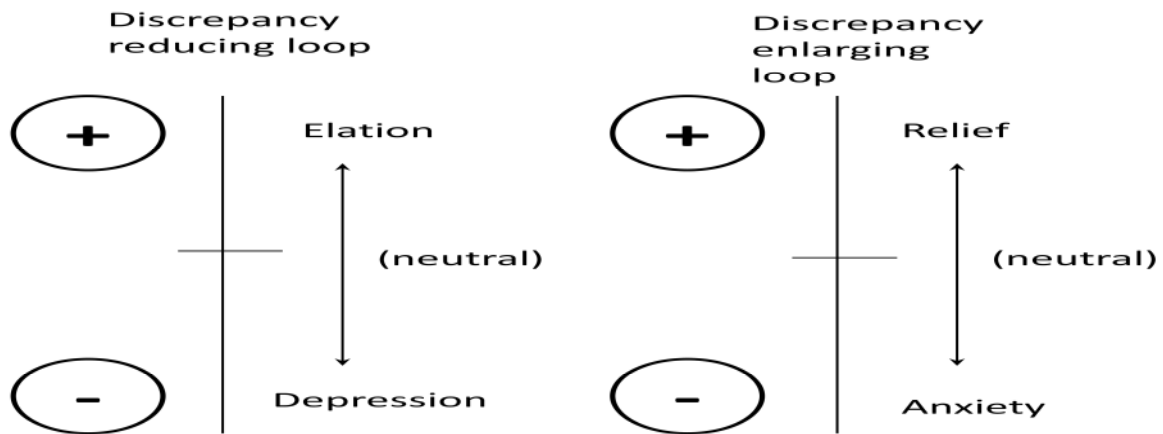 Discrepancy
reducing loop
+
Elation
(neutral)
-
Depression
Discrepancy
enlarging
loop
+
Relief
(neutral)
-
Anxiety